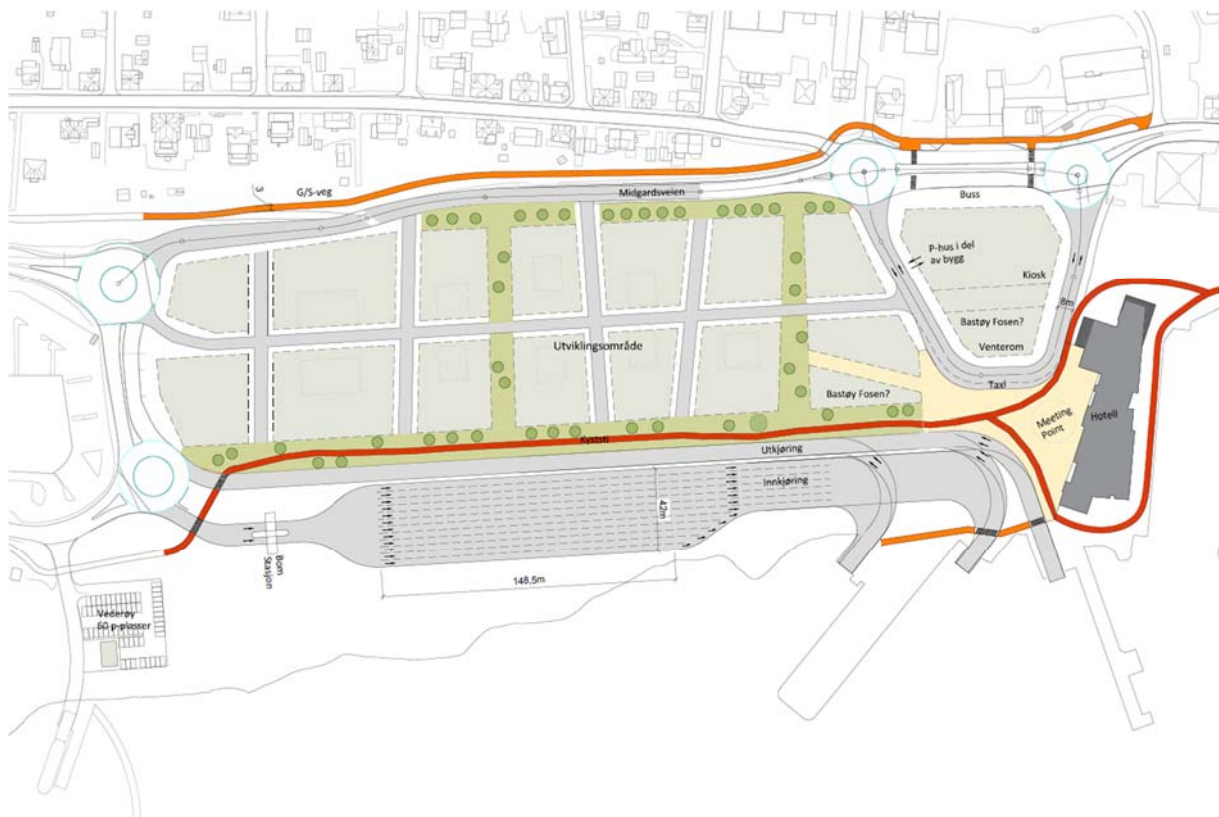 G/S-veg
Midgardsveien
3
Buss
P-hus i del
av bygg
Kiosk
8m
Bastøy Fosen?
Venterom
Utviklingsområde
Taxi
Bastøy Fosen?
Meeting
Point
Hotell
Kyststi
Utkjøring
Innkjøring
42m
Bom
Stasjon
148,5m
Vederøy
60 p-plasser